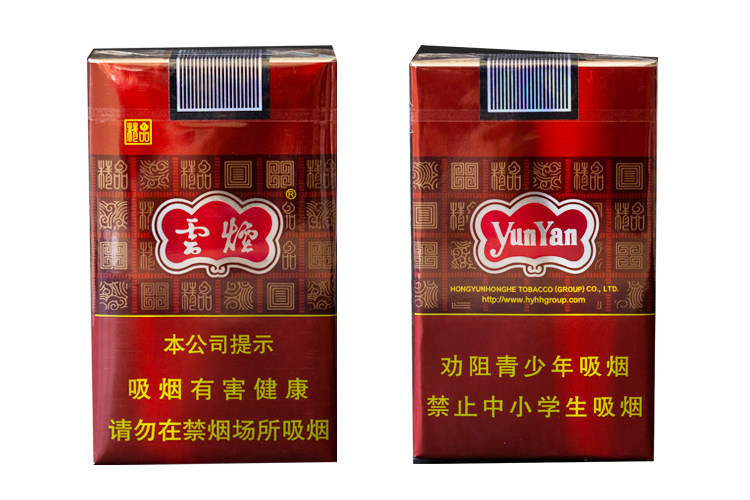 精品
雲煙
®
本公司提示
吸烟有害健康
请勿在禁烟场所吸烟
YunYan
HONGYUNHONGHE TOBACCO (GROUP) CO., LTD.
http://www.hyhhgroup.com
劝阻青少年吸烟
禁止中小学生吸烟